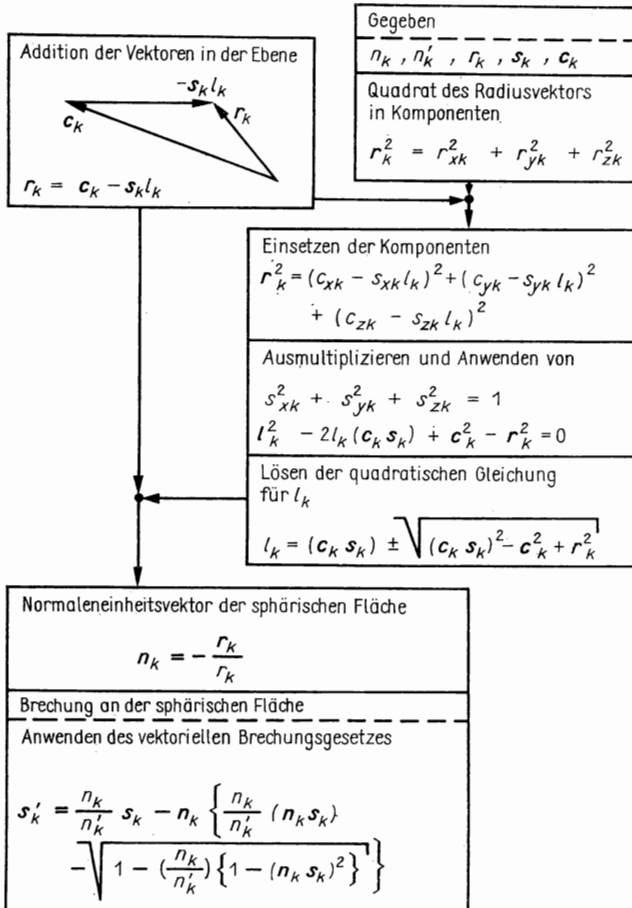 Addition der Vektoren in der Ebene
-s_k l_k
c_k
r_k
r_k = c_k - s_k l_k
Gegeben
n_k , n'_k , r_k , s_k , c_k
Quadrat des Radiusvektors
in Komponenten
r_k^2 = r_{xk}^2 + r_{yk}^2 + r_{zk}^2
Einsetzen der Komponenten
r_k^2 = (c_{xk} - s_{xk} l_k)^2 + (c_{yk} - s_{yk} l_k)^2
+ (c_{zk} - s_{zk} l_k)^2
Ausmultiplizieren und Anwenden von
s_{xk}^2 + s_{yk}^2 + s_{zk}^2 = 1
l_k^2 - 2l_k (c_k s_k) + c_k^2 - r_k^2 = 0
Lösen der quadratischen Gleichung
für l_k
l_k = (c_k s_k) ± √((c_k s_k)^2 - c_k^2 + r_k^2)
Normaleneinheitsvektor der sphärischen Fläche
n_k = - r_k / r_k
Brechung an der sphärischen Fläche
Anwenden des vektoriellen Brechungsgesetzes
s'_k = n_k / n'_k s_k - n_k { n_k / n'_k (n_k s_k)
- √(1 - (n_k / n'_k) {1 - (n_k s_k)^2}) }